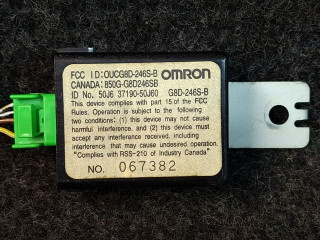 FCC ID:OUCG8D-246S-B OMRON
CANADA: 850G-G8D246SB
ID No. 50J6 37190-50J60 G8D-246S-B
This device complies with part 15 of the FCC
Rules. Operation is subject to the following
two conditions: (1) this device may not cause
harmful interference, and (2) this device must
accept any interference received, including
interference that may cause undesired operation.
"Complies with RSS-210 of Industry Canada"
NO. 067382